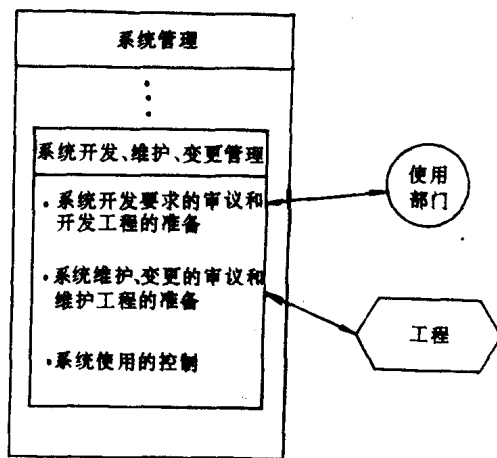 系统管理
系统开发、维护、变更管理
·系统开发要求的审议和
开发工程的准备
·系统维护、变更的审议和
维护工程的准备
·系统使用的控制
使用
部门
工程